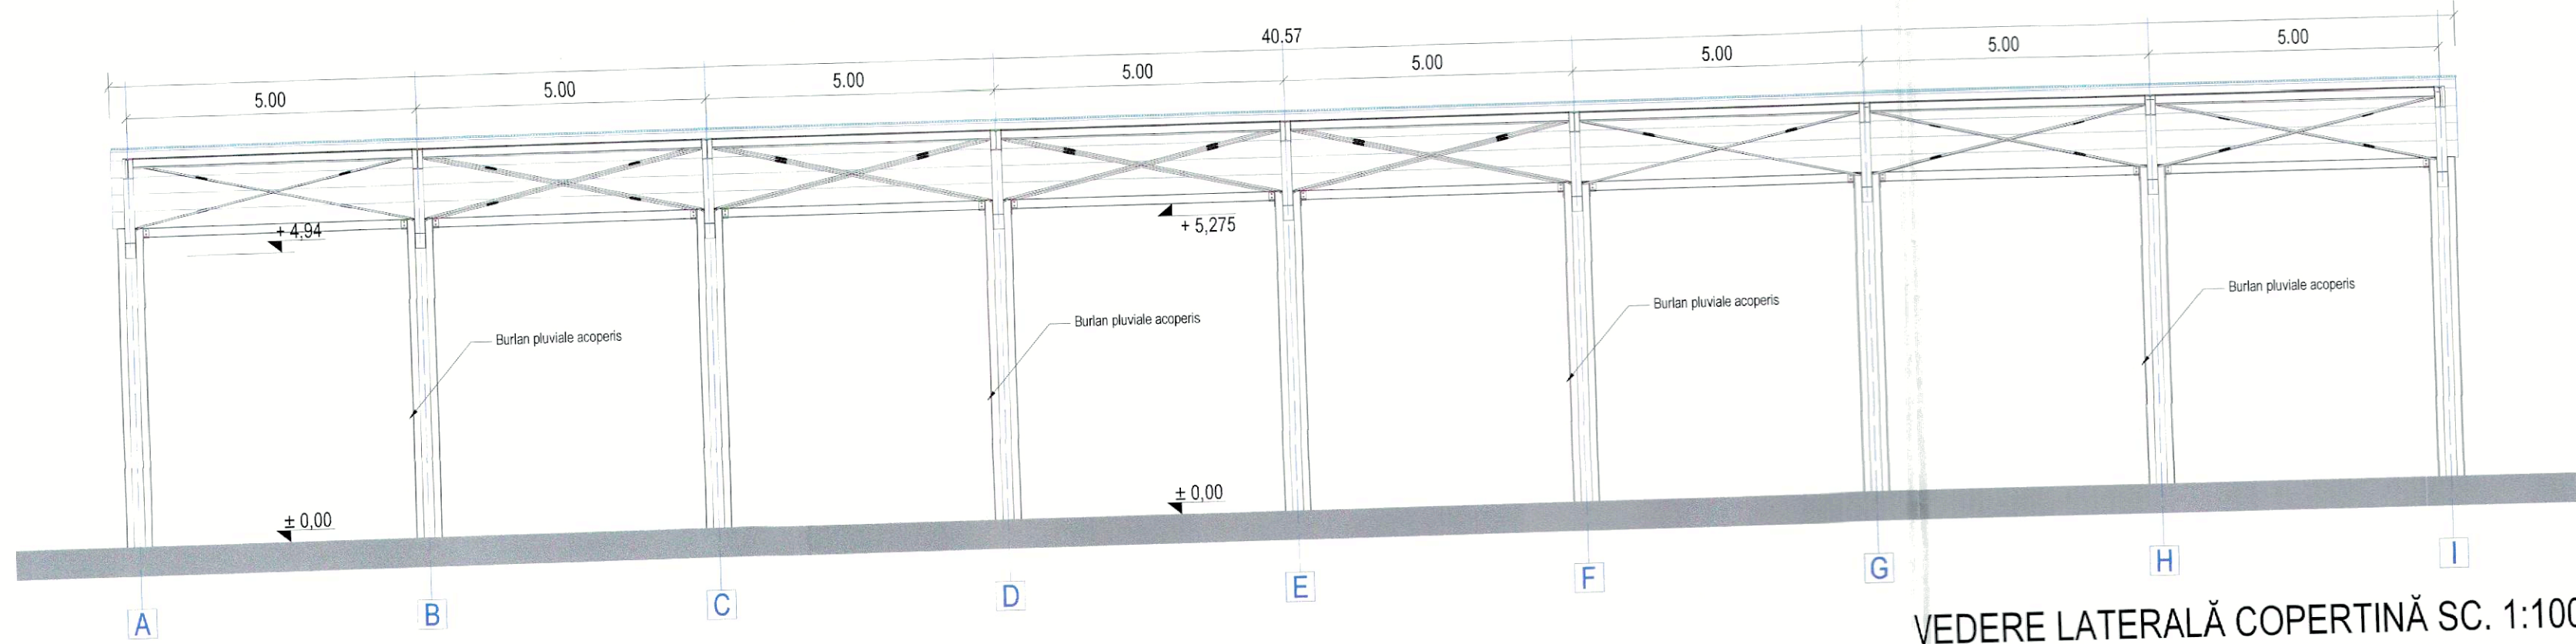 40.57
5.00 5.00 5.00 5.00 5.00 5.00 5.00 5.00
+ 4,94
+ 5,275
Burlan pluviale acoperis
Burlan pluviale acoperis
Burlan pluviale acoperis
Burlan pluviale acoperis
± 0,00
± 0,00
A B C D E F G H I
VEDERE LATERALĂ COPERTINĂ SC. 1:100